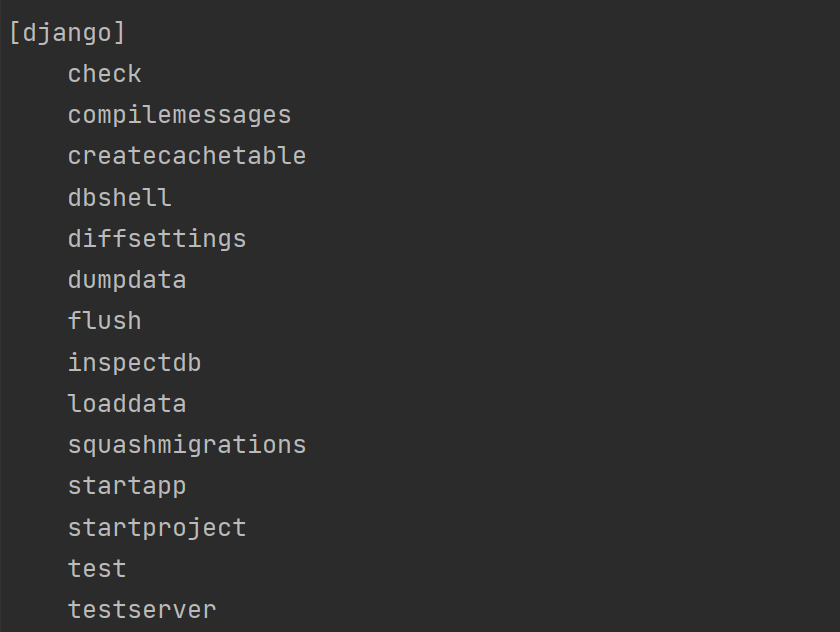 [django]
    check
    compilemessages
    createcachetable
    dbshell
    diffsettings
    dumpdata
    flush
    inspectdb
    loaddata
    squashmigrations
    startapp
    startproject
    test
    testserver